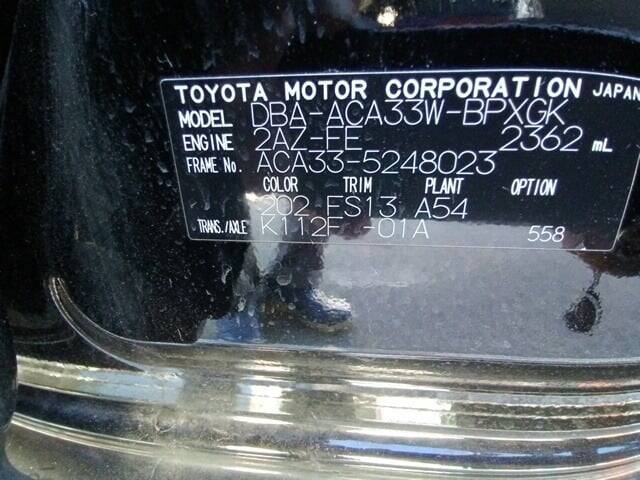 TOYOTA MOTOR CORPORATION JAPAN
MODEL DBA-ACA33W-BPXGK
ENGINE 2AZ-FE 2362 mL
FRAME No. ACA33-5248023
COLOR TRIM PLANT OPTION
202 FS13 A54
TRANS./AXLE K112F -01A 558